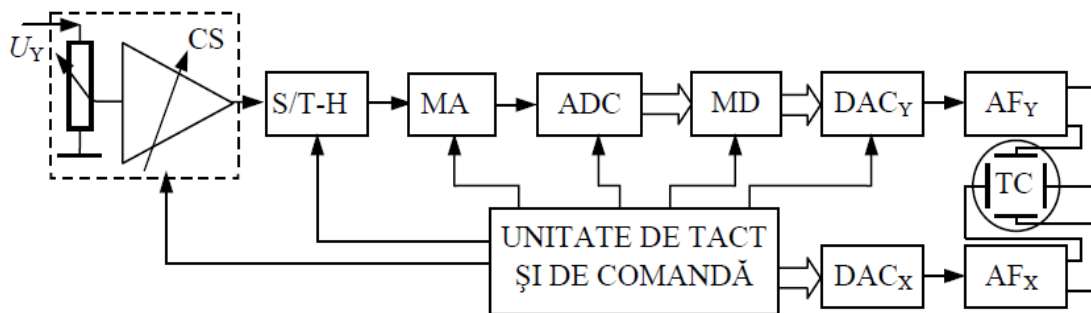 CS
U_Y
S/T-H
MA
ADC
MD
DAC_Y
AF_Y
TC
UNITATE DE TACT
ŞI DE COMANDĂ
DAC_X
AF_X